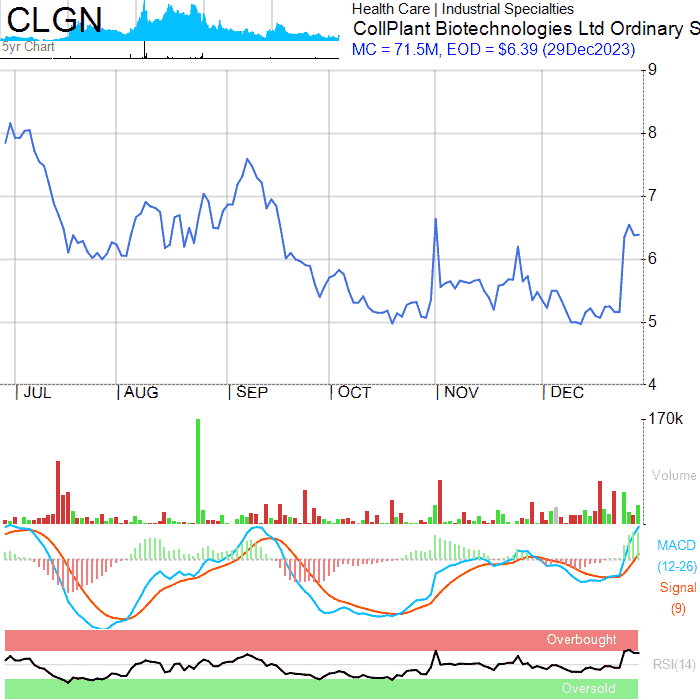 CLGN
5yr Chart
Health Care | Industrial Specialties
CollPlant Biotechnologies Ltd Ordinary S
MC = 71.5M, EOD = $6.39 (29Dec2023)
9
8
7
6
5
4
JUL AUG SEP OCT NOV DEC
170k
Volume
MACD
(12-26)
Signal
(9)
Overbought
RSI(14)
Oversold